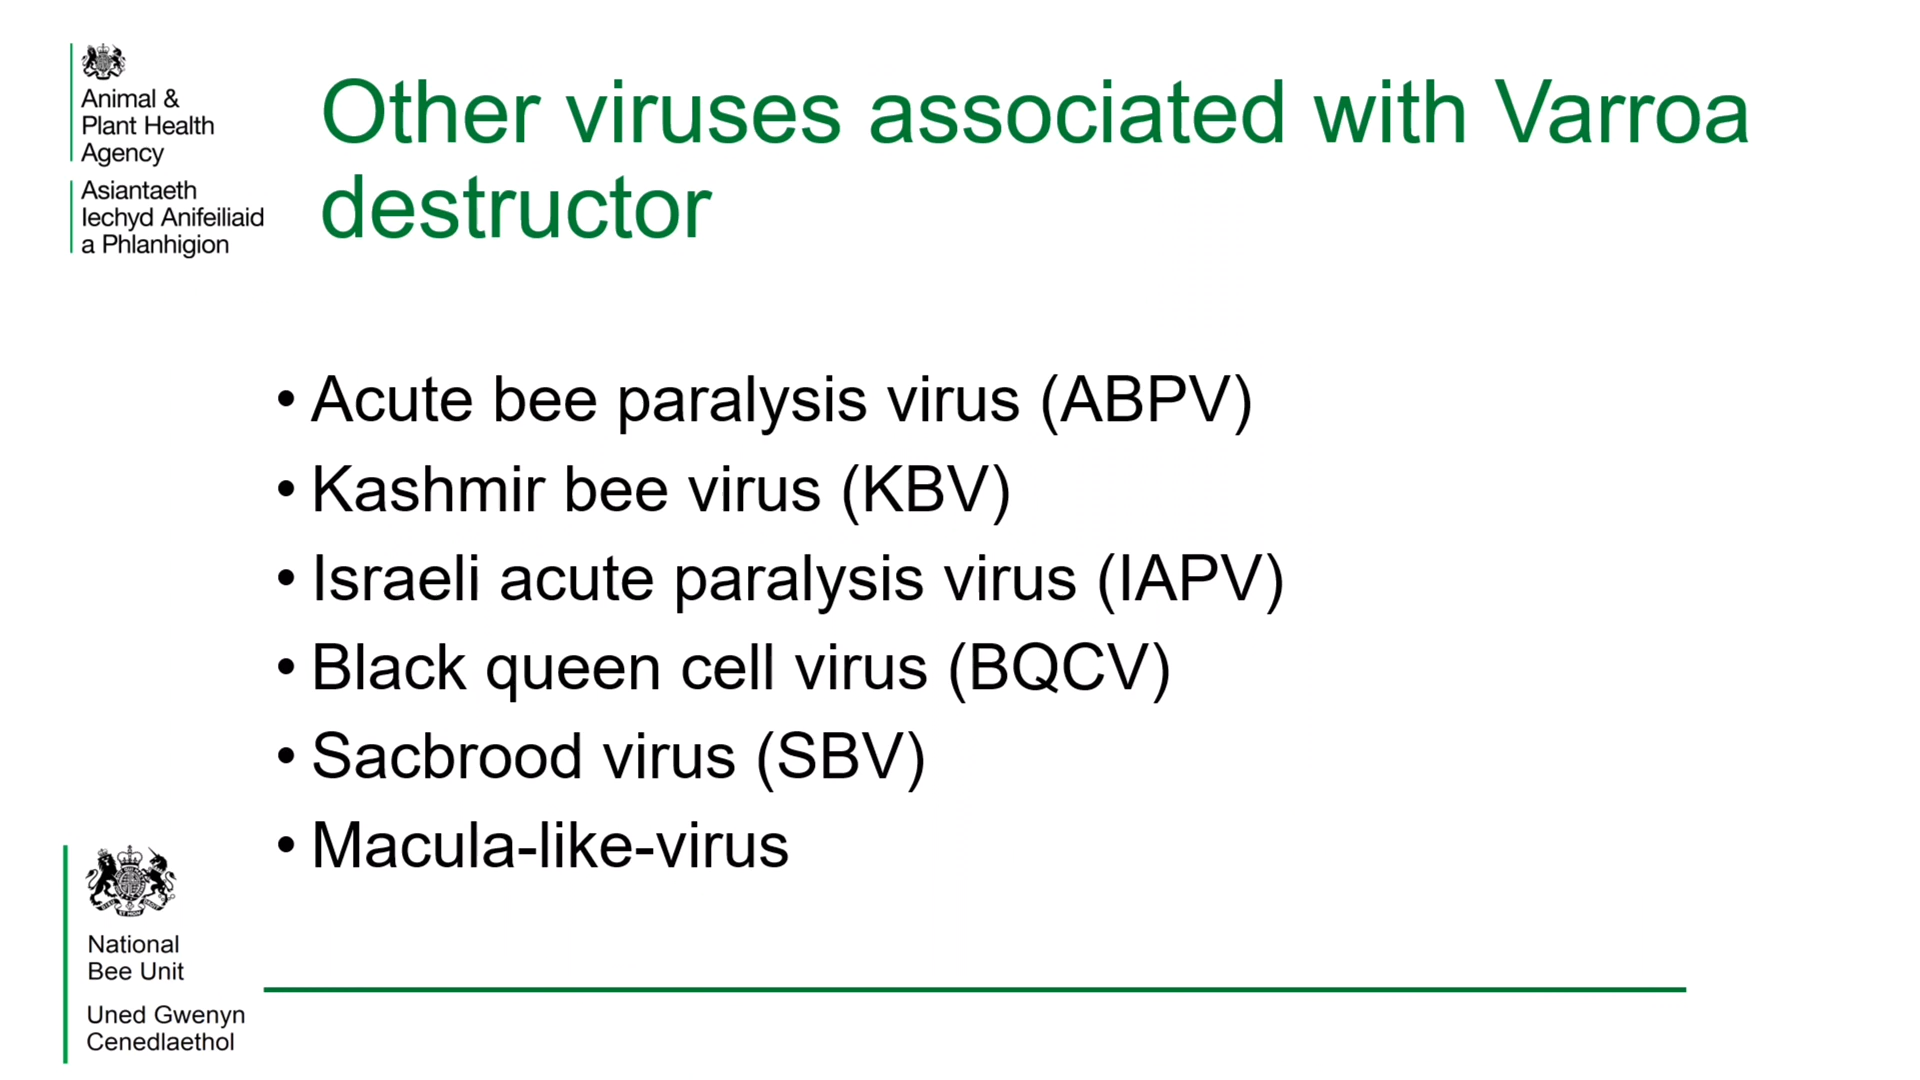 Animal &
Plant Health
Agency
Asiantaeth
Iechyd Anifeiliaid
a Phlanhigion
Other viruses associated with Varroa
destructor
• Acute bee paralysis virus (ABPV)
• Kashmir bee virus (KBV)
• Israeli acute paralysis virus (IAPV)
• Black queen cell virus (BQCV)
• Sacbrood virus (SBV)
• Macula-like-virus
National
Bee Unit
Uned Gwenyn
Cenedlaethol